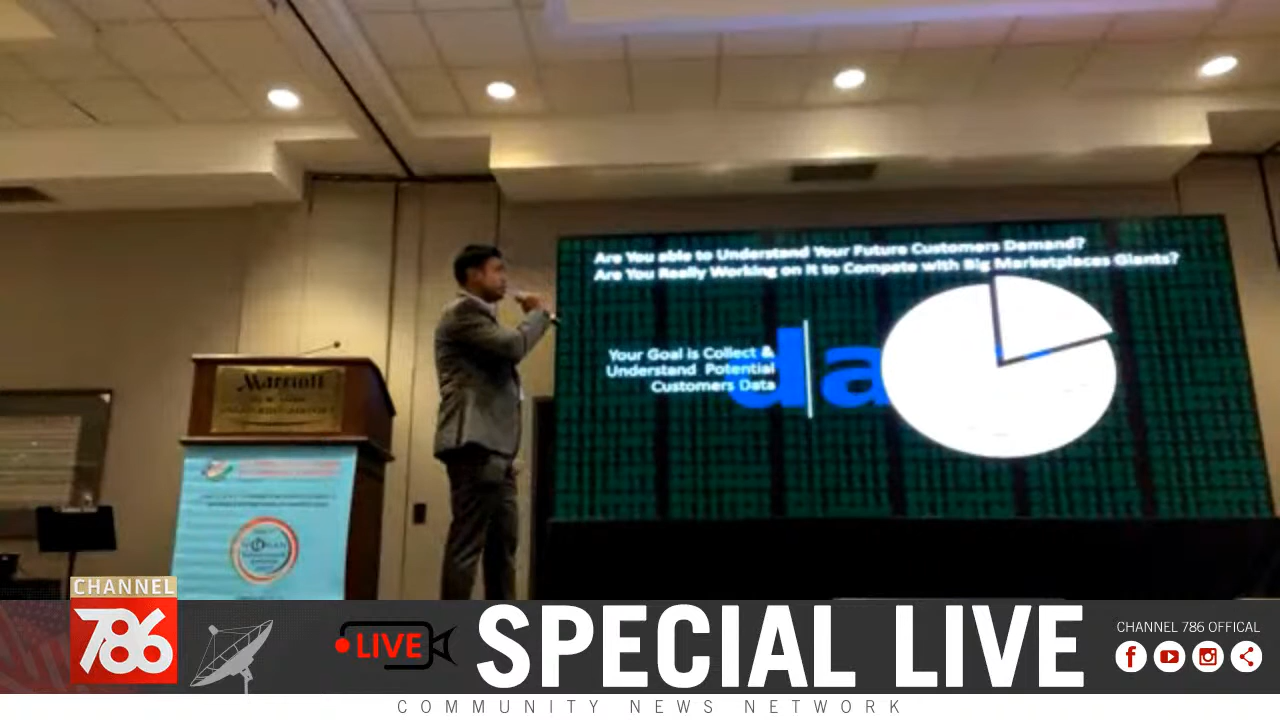 Are You able to Understand Your Future Customers Demand?
Are You Really Working on It to Compete with Big Marketplaces Giants?
Your Goal is Collect &
Understand Potential
Customers Data
da
Marriott
CHANNEL
786
LIVE
SPECIAL LIVE
CHANNEL 786 OFFICAL
COMMUNITY NEWS NETWORK